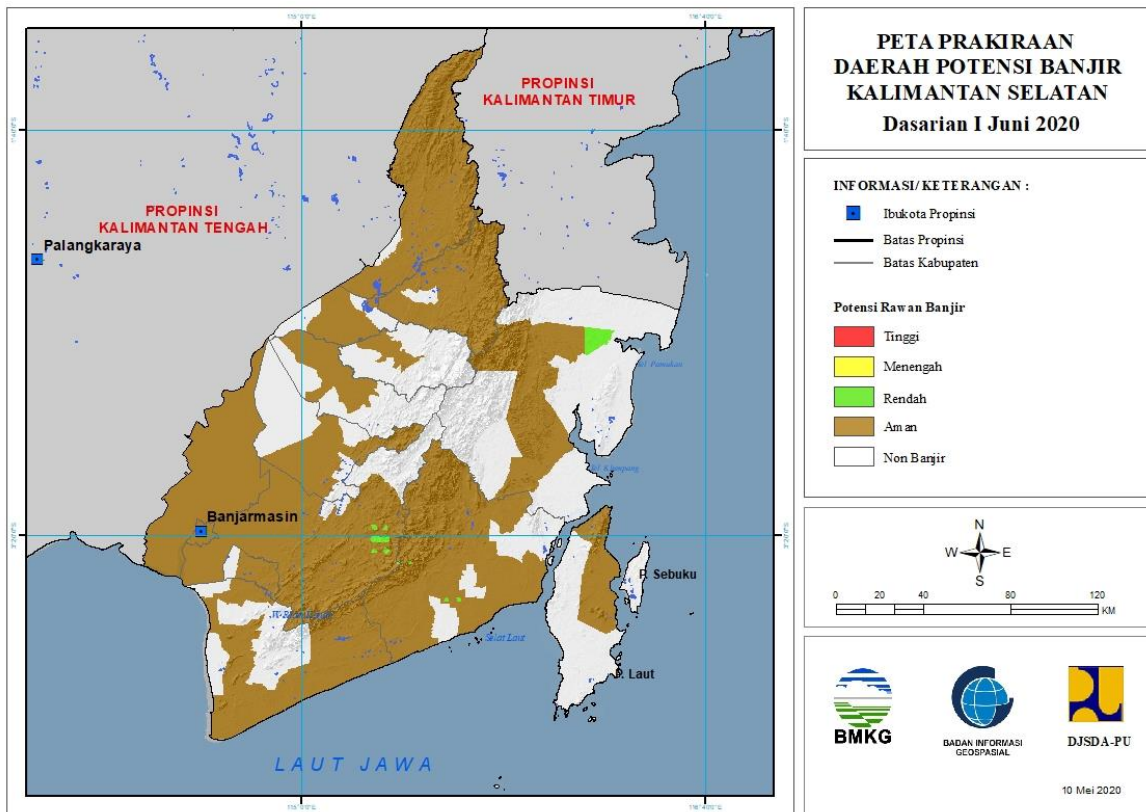 PETA PRAKIRAAN
DAERAH POTENSI BANJIR
KALIMANTAN SELATAN
Dasarian I Juni 2020
INFORMASI/ KETERANGAN :
Ibukota Propinsi
Batas Propinsi
Batas Kabupaten
Potensi Rawan Banjir
Tinggi
Menengah
Rendah
Aman
Non Banjir
N
W E
S
0 20 40 80 120
KM
BMKG
BADAN INFORMASI
GEOSPASIAL
DJSDA-PU
10 Mei 2020
PROPINSI
KALIMANTAN TIMUR
PROPINSI
KALIMANTAN TENGAH
Palangkaraya
Banjarmasin
P. Sebuku
P. Laut
Selat Laut
LAUT JAWA